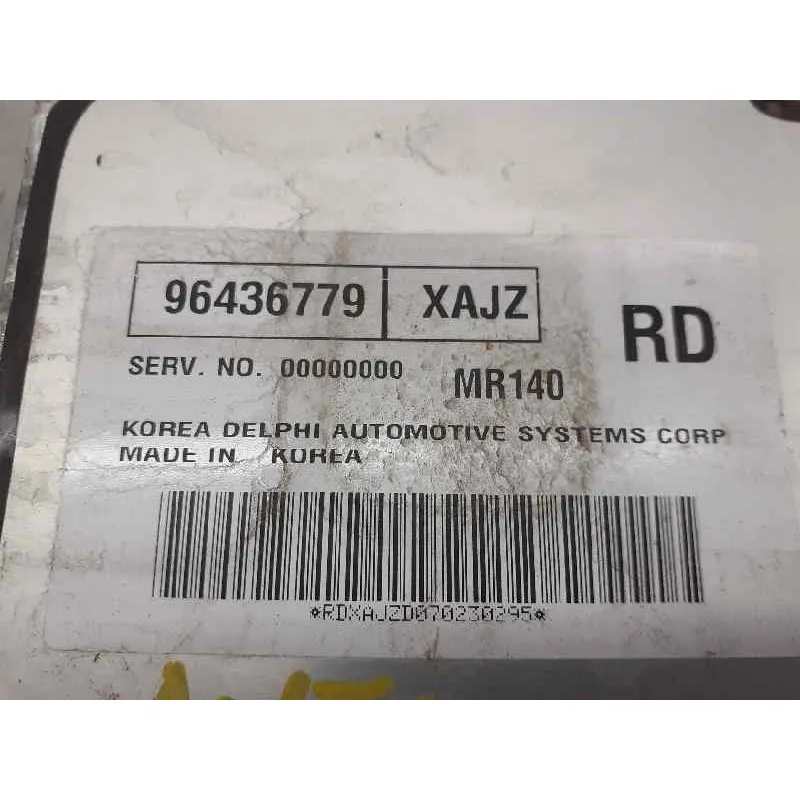 96436779 XAJZ RD
SERV. NO. 00000000 MR140
KOREA DELPHI AUTOMOTIVE SYSTEMS CORP
MADE IN KOREA
*RDXAJZD070230295*